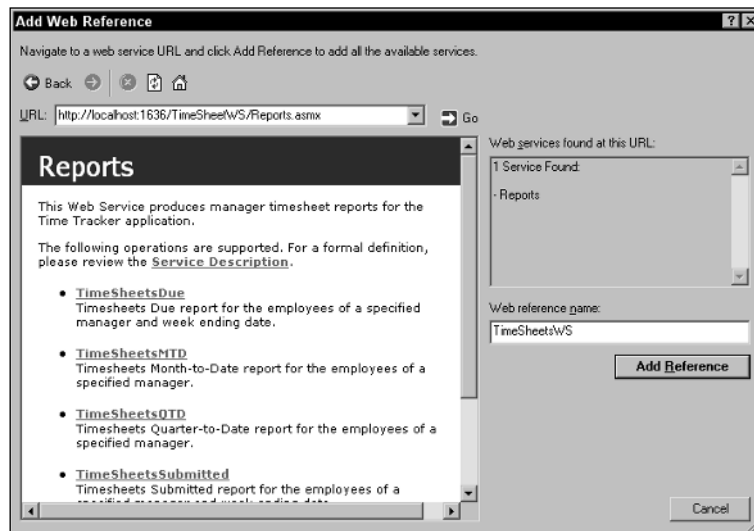 Add Web Reference
Navigate to a web service URL and click Add Reference to add all the available services.
Back
URL: http://localhost:1636/TimeSheetWS/Reports.asmx
Go
Reports
This Web Service produces manager timesheet reports for the
Time Tracker application.
The following operations are supported. For a formal definition,
please review the Service Description.
• TimeSheetsDue
Timesheets Due report for the employees of a specified
manager and week ending date.
• TimeSheetsMTD
Timesheets Month-to-Date report for the employees of a
specified manager.
• TimeSheetsQTD
Timesheets Quarter-to-Date report for the employees of a
specified manager.
• TimeSheetsSubmitted
Timesheets Submitted report for the employees of a
specified manager and week ending date.
Web services found at this URL:
1 Service Found:
- Reports
Web reference name:
TimeSheetsWS
Add Reference
Cancel